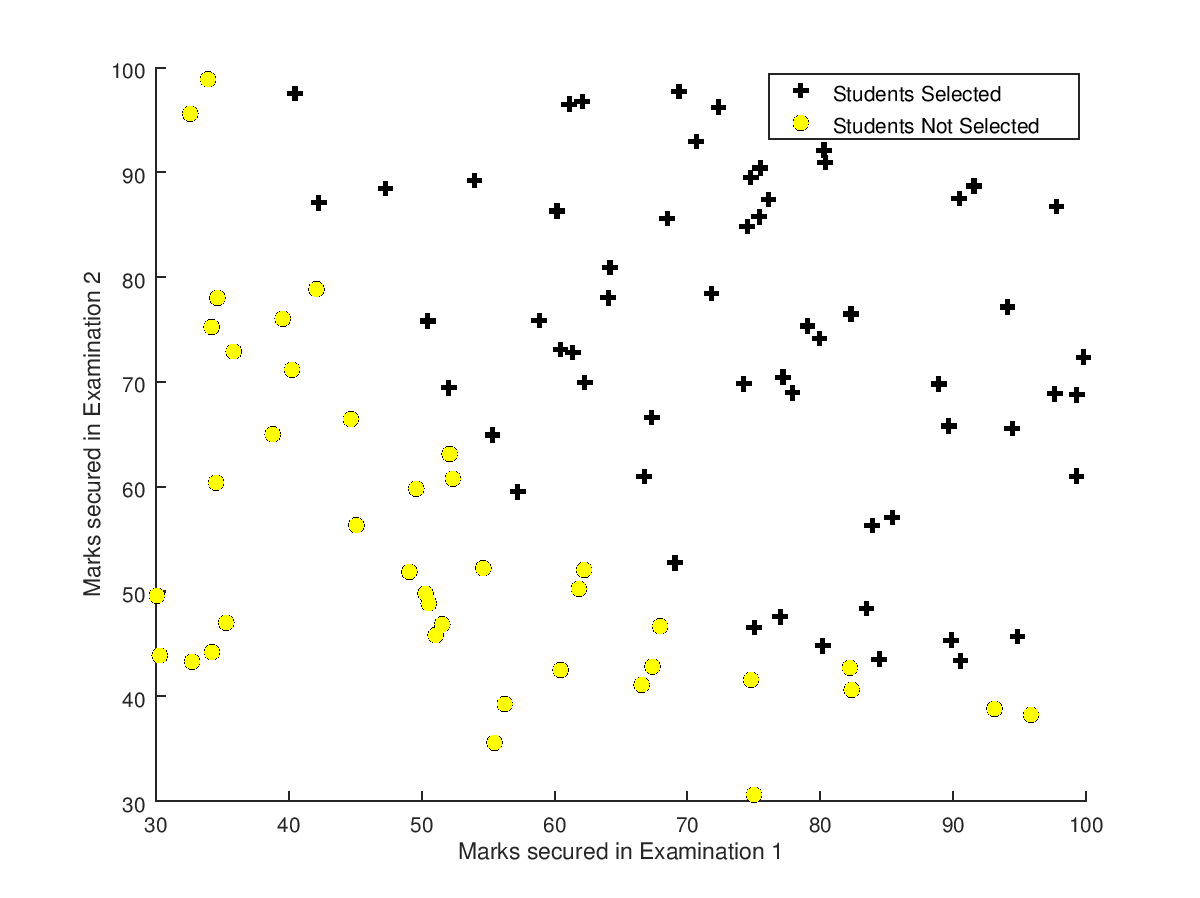 100
90
80
70
60
50
40
30
Marks secured in Examination 2
Students Selected
Students Not Selected
30 40 50 60 70 80 90 100
Marks secured in Examination 1